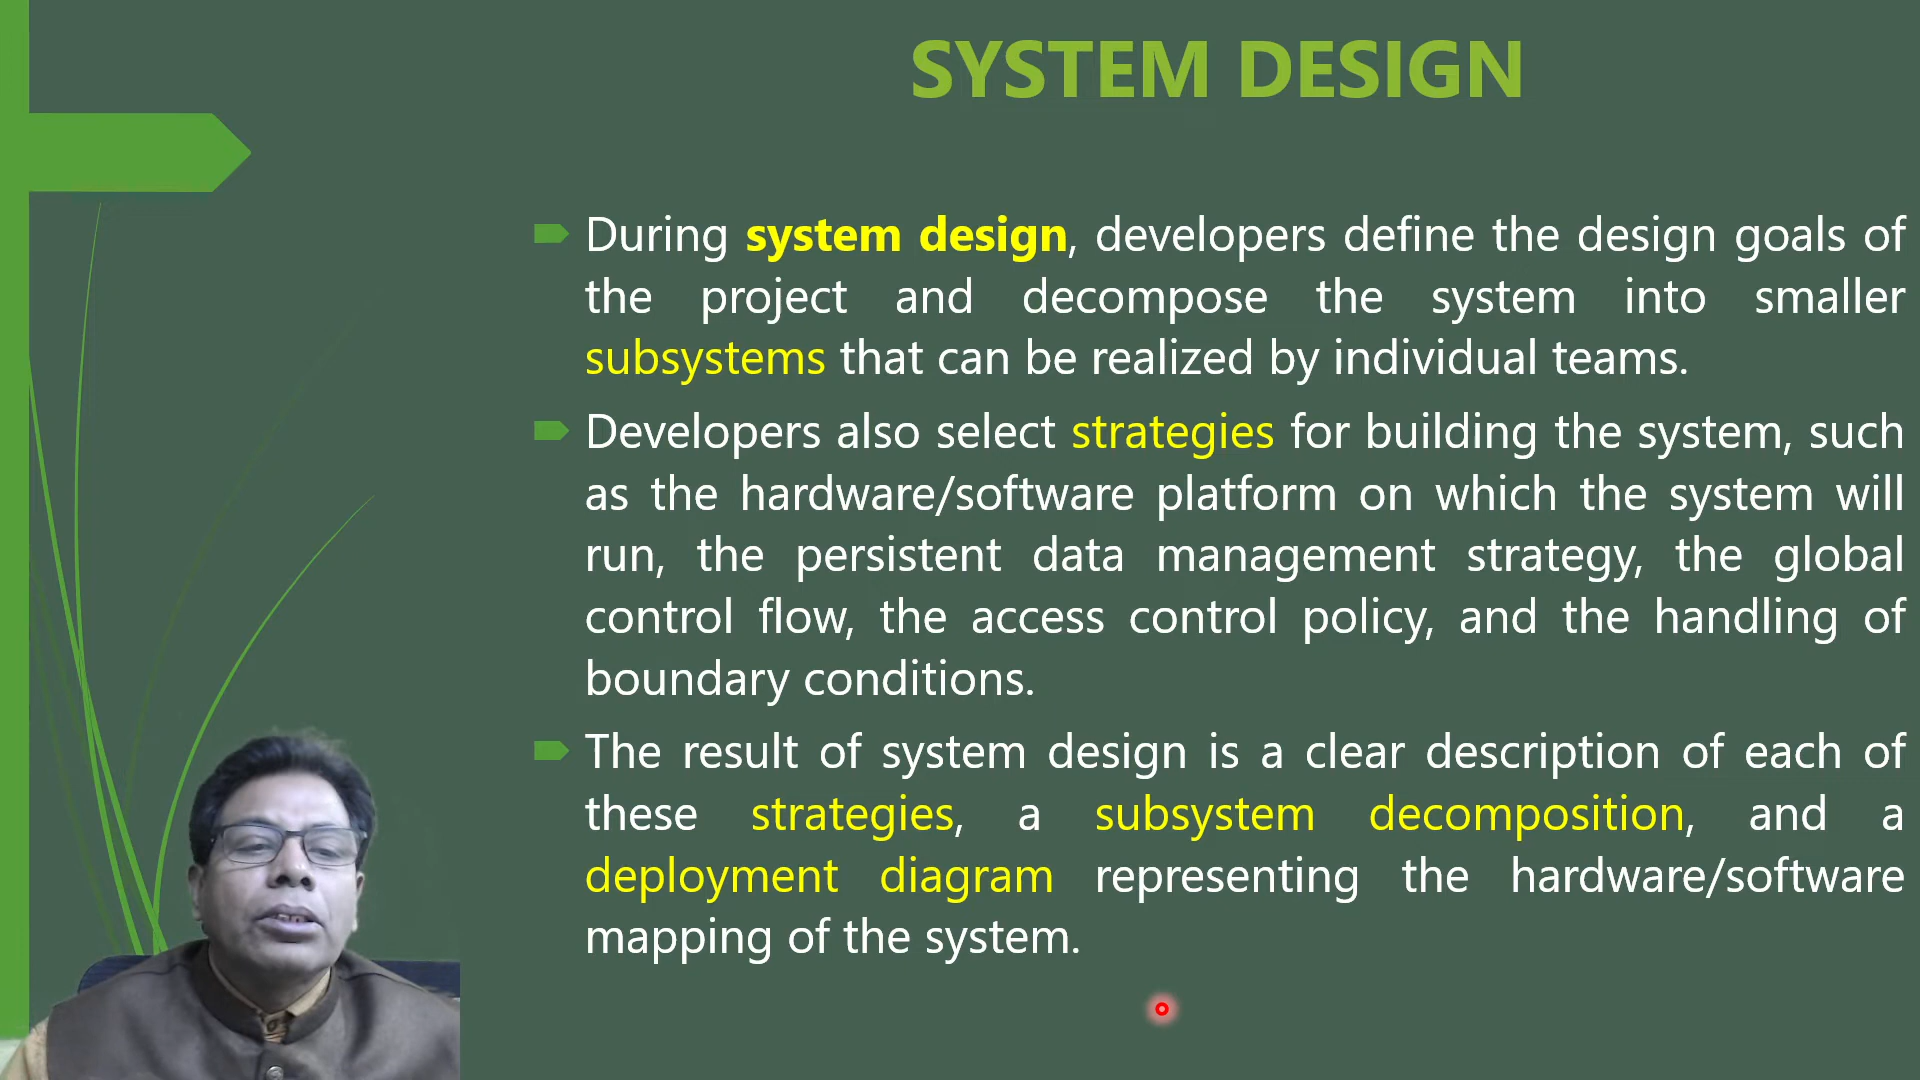 SYSTEM DESIGN
During system design, developers define the design goals of
the project and decompose the system into smaller
subsystems that can be realized by individual teams.
Developers also select strategies for building the system, such
as the hardware/software platform on which the system will
run, the persistent data management strategy, the global
control flow, the access control policy, and the handling of
boundary conditions.
The result of system design is a clear description of each of
these strategies, a subsystem decomposition, and a
deployment diagram representing the hardware/software
mapping of the system.